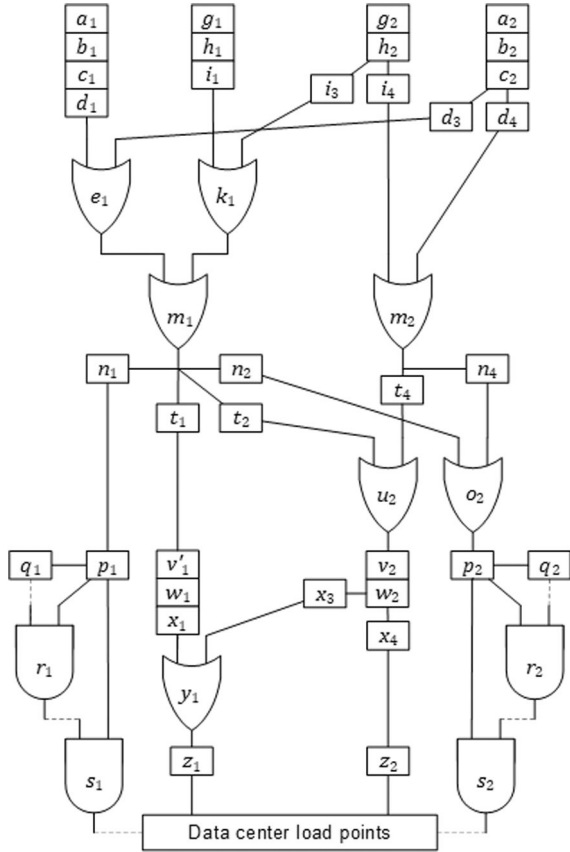 a₁ g₁ g₂ a₂
b₁ h₁ h₂ b₂
c₁ i₁ c₂
d₁ i₃ i₄ d₃ d₄
e₁ k₁
m₁ m₂
n₁ n₂ n₄
t₁ t₂ t₄
u₂ o₂
q₁ p₁ v'₁ v₂ p₂ q₂
w₁ x₃ w₂
x₁ x₄
r₁ y₁ r₂
s₁ z₁ z₂ s₂
Data center load points